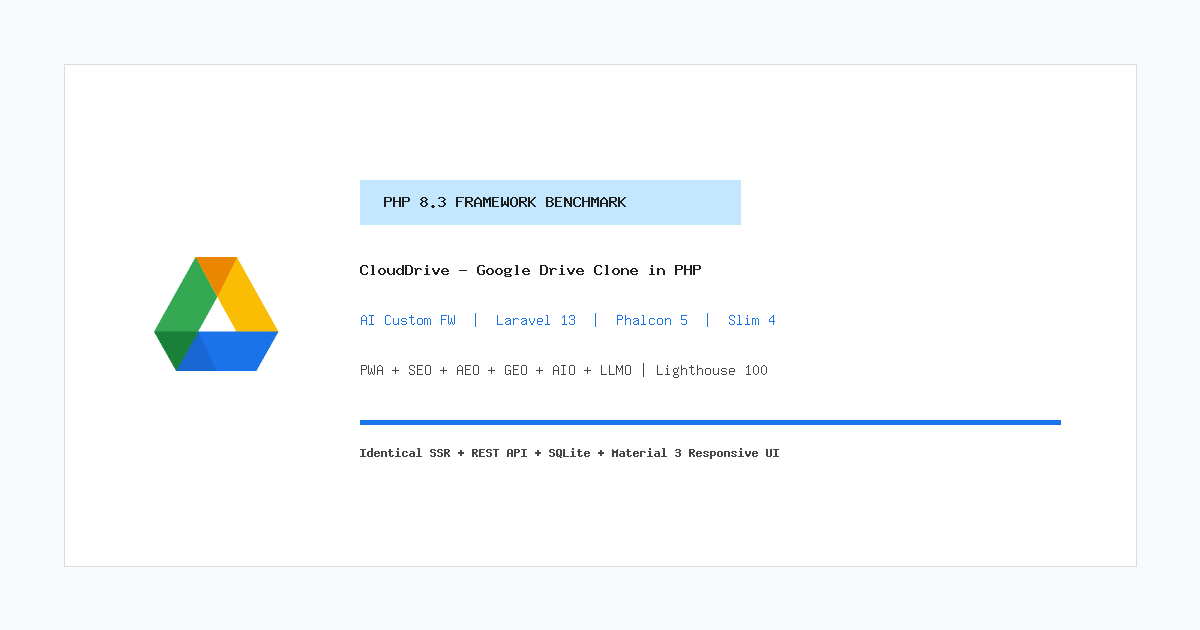 PHP 8.3 FRAMEWORK BENCHMARK
CloudDrive - Google Drive Clone in PHP
AI Custom FW | Laravel 13 | Phalcon 5 | Slim 4
PWA + SEO + AEO + GEO + AIO + LLMO | Lighthouse 100
Identical SSR + REST API + SQLite + Material 3 Responsive UI